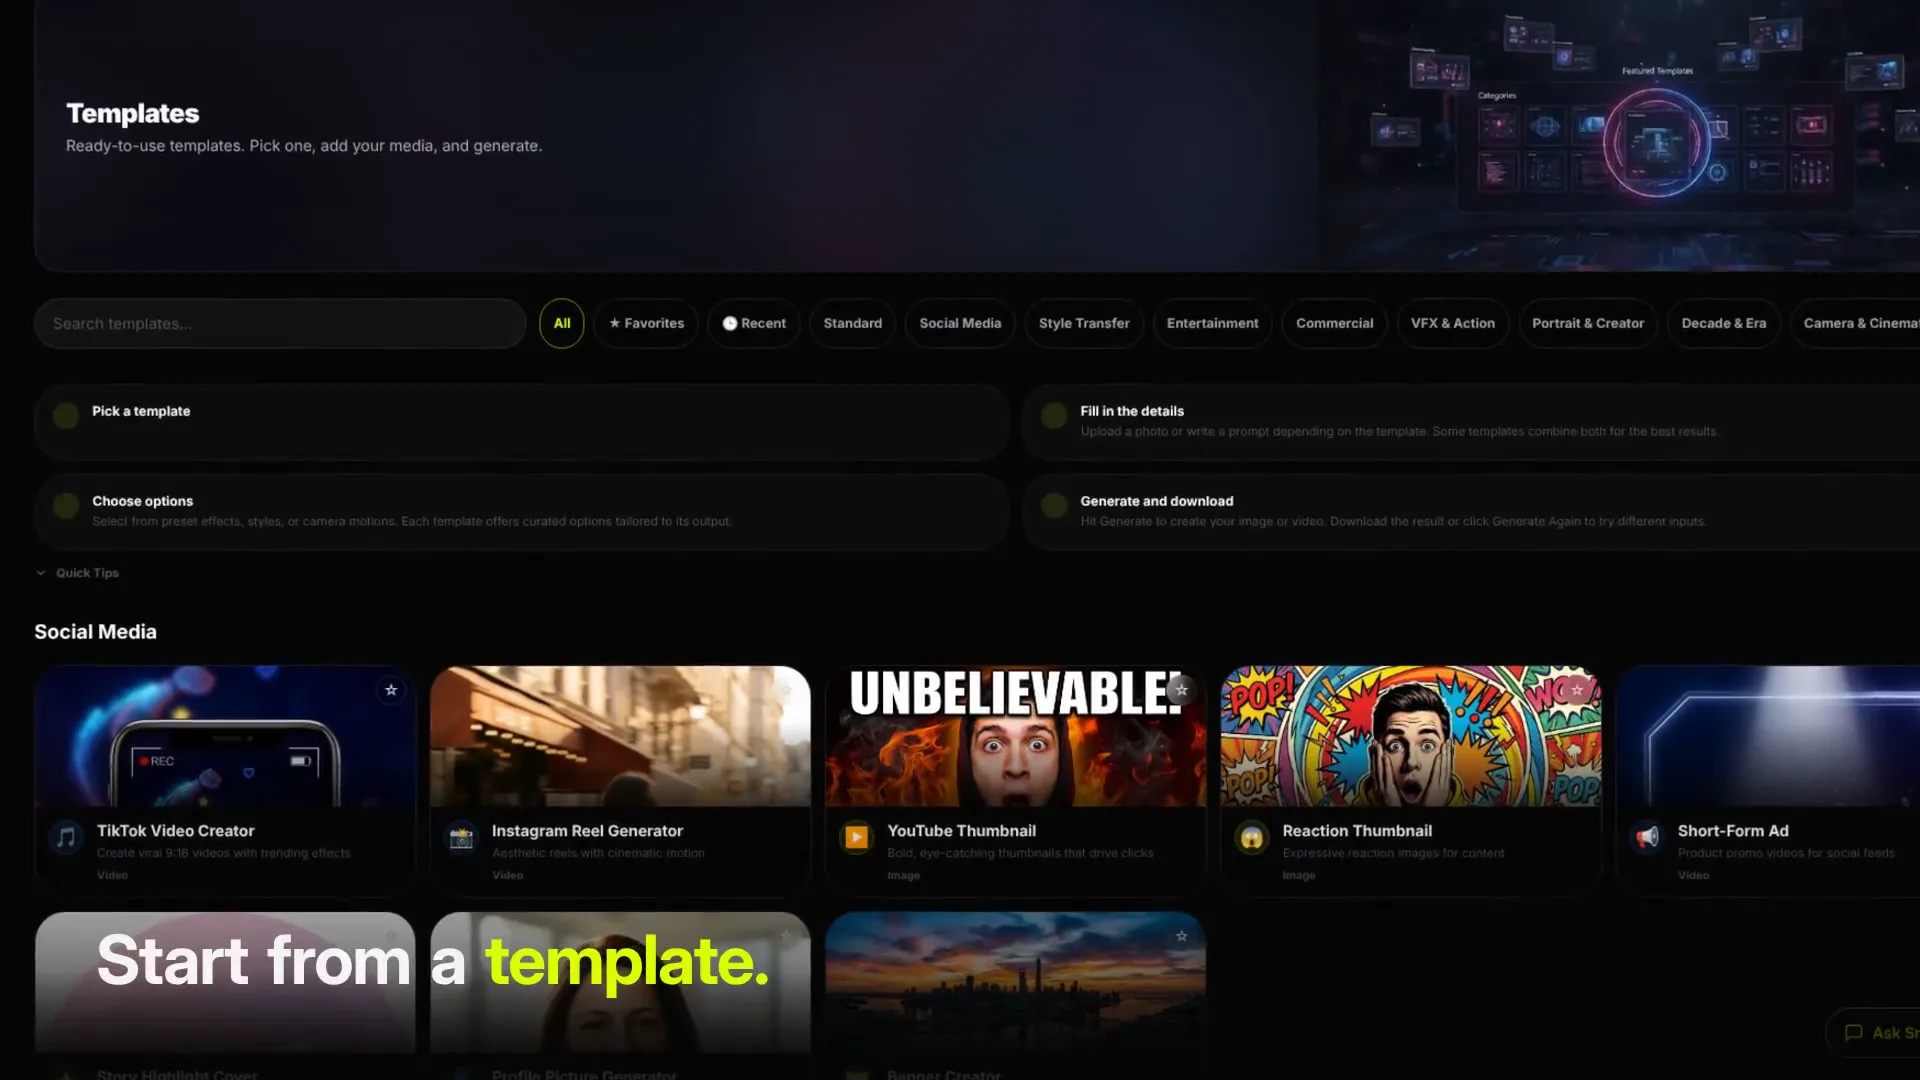 Templates
Ready-to-use templates. Pick one, add your media, and generate.
Featured Templates
Categories
Search templates...
All
★ Favorites
🕒 Recent
Standard
Social Media
Style Transfer
Entertainment
Commercial
VFX & Action
Portrait & Creator
Decade & Era
Camera & Cinemat
Pick a template
Fill in the details
Upload a photo or write a prompt depending on the template. Some templates combine both for the best results.
Choose options
Select from preset effects, styles, or camera motions. Each template offers curated options tailored to its output.
Generate and download
Hit Generate to create your image or video. Download the result or click Generate Again to try different inputs.
Quick Tips
Social Media
REC
UNBELIEVABLE!
POP!
WOW!
POP!
POP!
TikTok Video Creator
Create viral 9:16 videos with trending effects
Video
Instagram Reel Generator
Aesthetic reels with cinematic motion
Video
YouTube Thumbnail
Bold, eye-catching thumbnails that drive clicks
Image
Reaction Thumbnail
Expressive reaction images for content
Image
Short-Form Ad
Product promo videos for social feeds
Video
Start from a template.
Ask Sm
Story Highlight Cover
Profile Picture Generator
Banner Creator